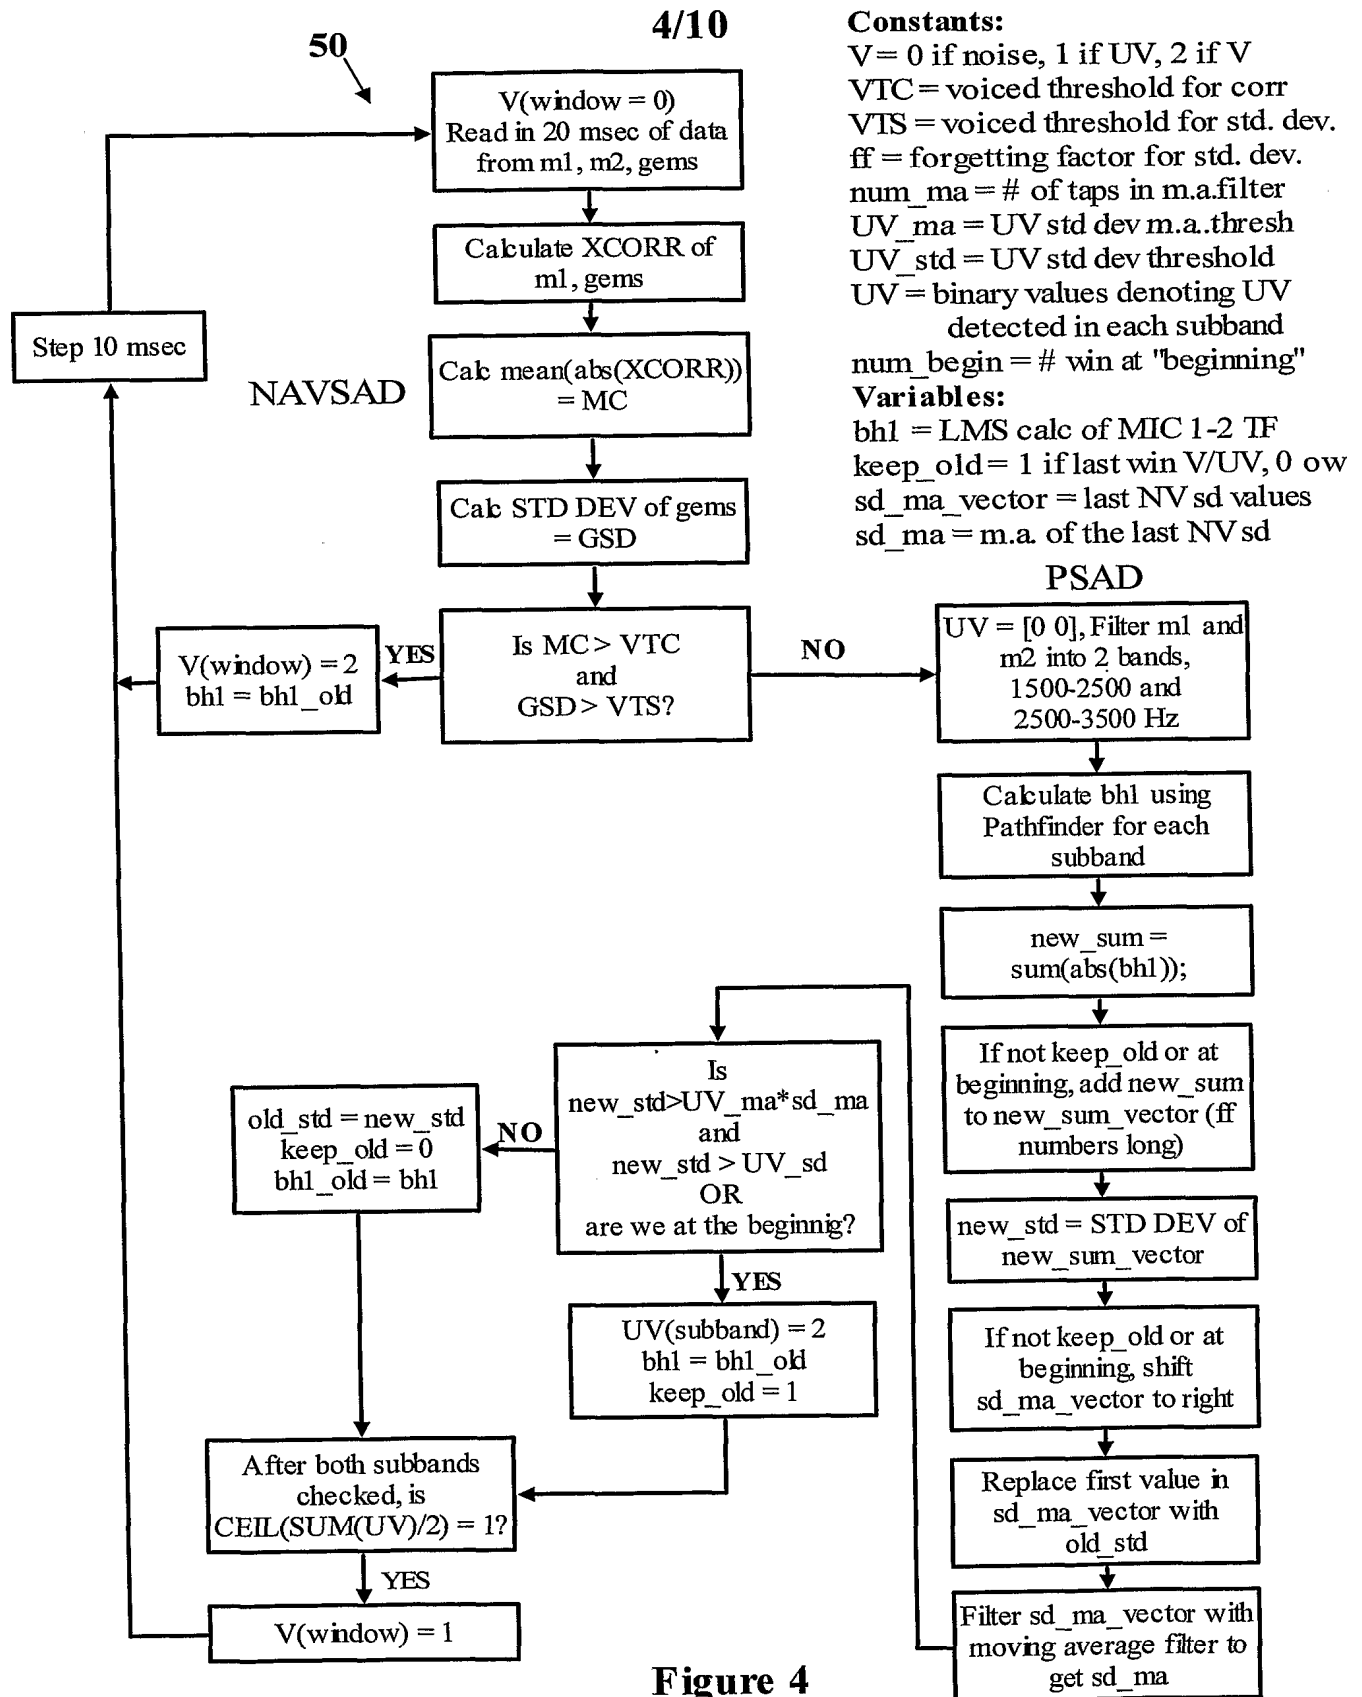 4/10
50
Constants:
V = 0 if noise, 1 if UV, 2 if V
VTC = voiced threshold for corr
VTS = voiced threshold for std. dev.
ff = forgetting factor for std. dev.
num_ma = # of taps in m.a.filter
UV_ma = UV std dev m.a..thresh
UV_std = UV std dev threshold
UV = binary values denoting UV
detected in each subband
num_begin = # win at "beginning"
Variables:
bh1 = LMS calc of MIC 1-2 TF
keep_old = 1 if last win V/UV, 0 ow
sd_ma_vector = last NV sd values
sd_ma = m.a. of the last NV sd
V(window = 0)
Read in 20 msec of data
from m1, m2, gems
Calculate XCORR of
m1, gems
Step 10 msec
NAVSAD
Calc mean(abs(XCORR))
= MC
Calc STD DEV of gems
= GSD
Is MC > VTC
and
GSD > VTS?
YES
V(window) = 2
bh1 = bh1_old
NO
PSAD
UV = [0 0], Filter m1 and
m2 into 2 bands,
1500-2500 and
2500-3500 Hz
Calculate bh1 using
Pathfinder for each
subband
new_sum =
sum(abs(bh1));
If not keep_old or at
beginning, add new_sum
to new_sum_vector (ff
numbers long)
new_std = STD DEV of
new_sum_vector
If not keep_old or at
beginning, shift
sd_ma_vector to right
Replace first value in
sd_ma_vector with
old_std
Filter sd_ma_vector with
moving average filter to
get sd_ma
Is
new_std>UV_ma*sd_ma
and
new_std > UV_sd
OR
are we at the beginnig?
NO
old_std = new_std
keep_old = 0
bh1_old = bh1
YES
UV(subband) = 2
bh1 = bh1_old
keep_old = 1
After both subbands
checked, is
CEIL(SUM(UV)/2) = 1?
YES
V(window) = 1
Figure 4